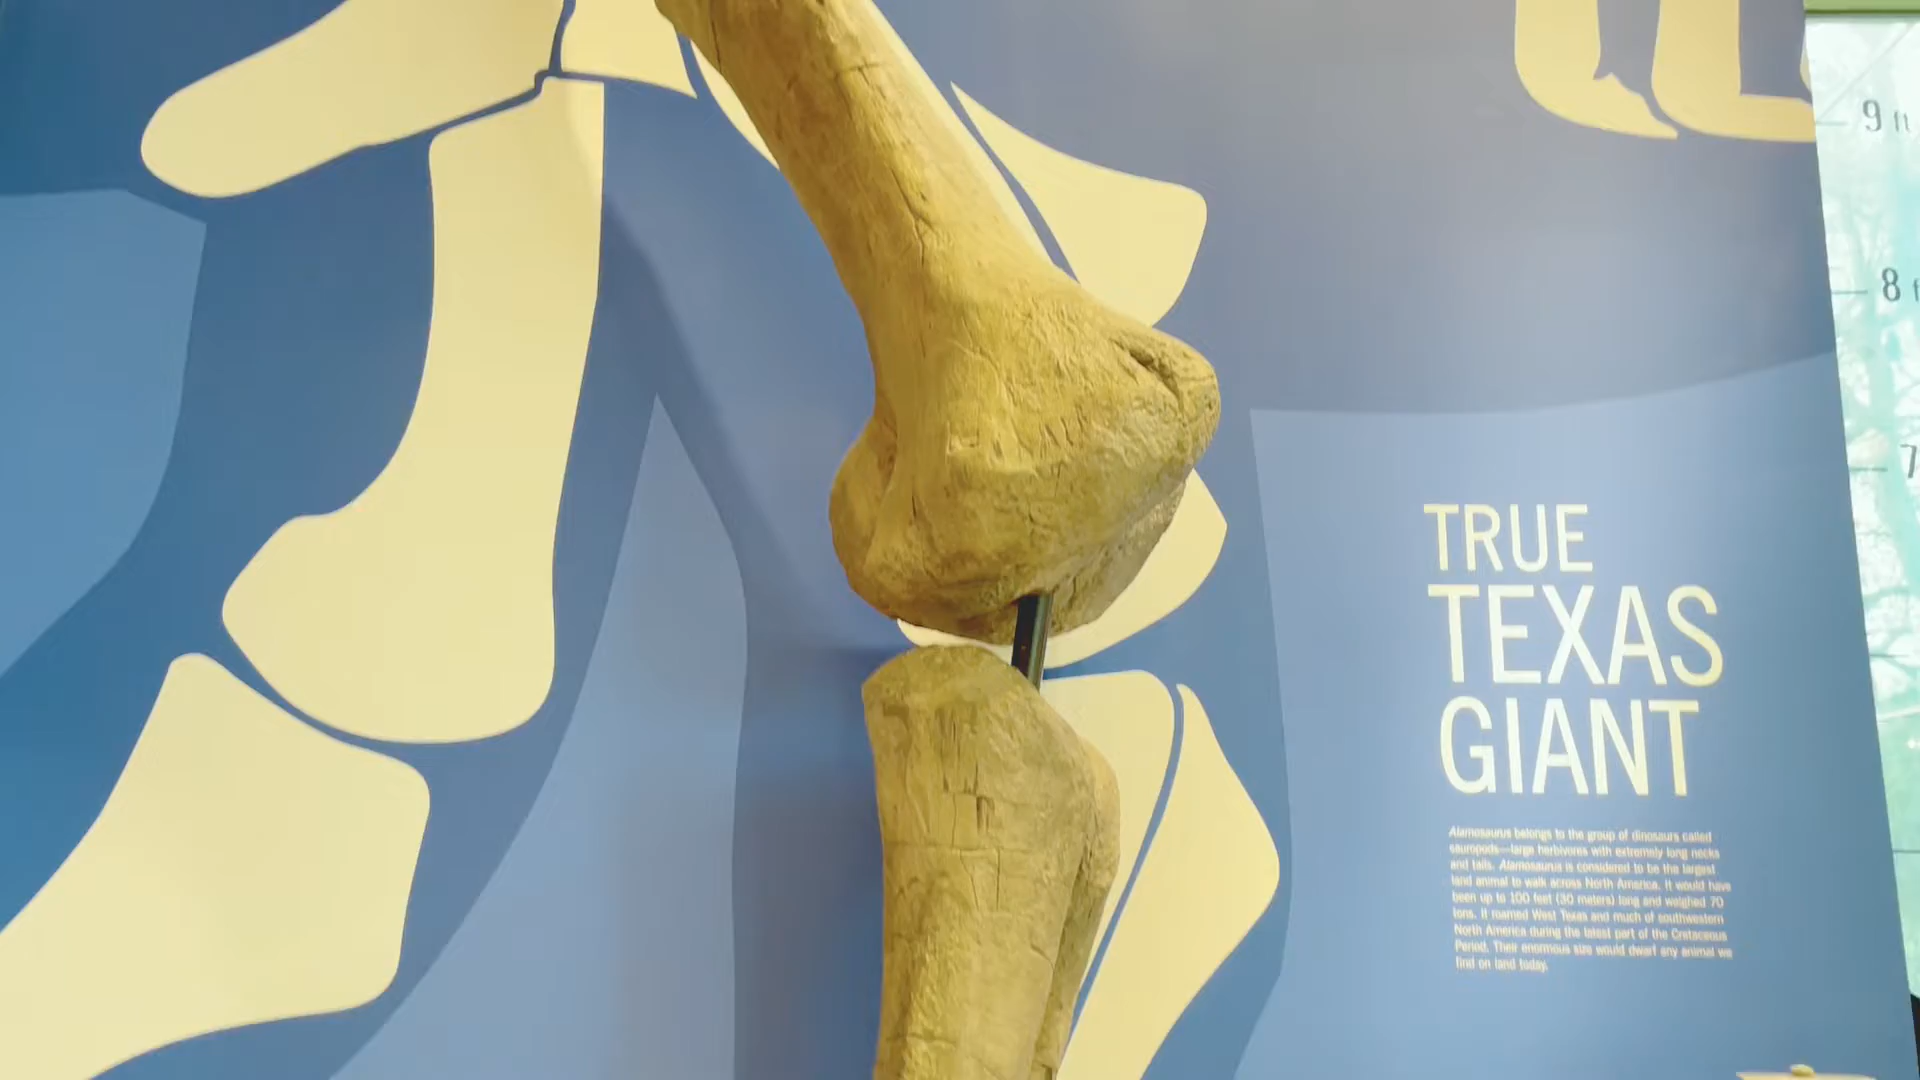 9 ft
8 f
7
TRUE
TEXAS
GIANT
Alamosaurus belongs to the group of dinosaurs called
sauropods—large herbivores with extremely long necks
and tails. Alamosaurus is considered to be the largest
land animal to walk across North America. It would have
been up to 100 feet (30 meters) long and weighed 70
tons. It roamed West Texas and much of southwestern
North America during the latest part of the Cretaceous
Period. Their enormous size would dwarf any animal we
find on land today.